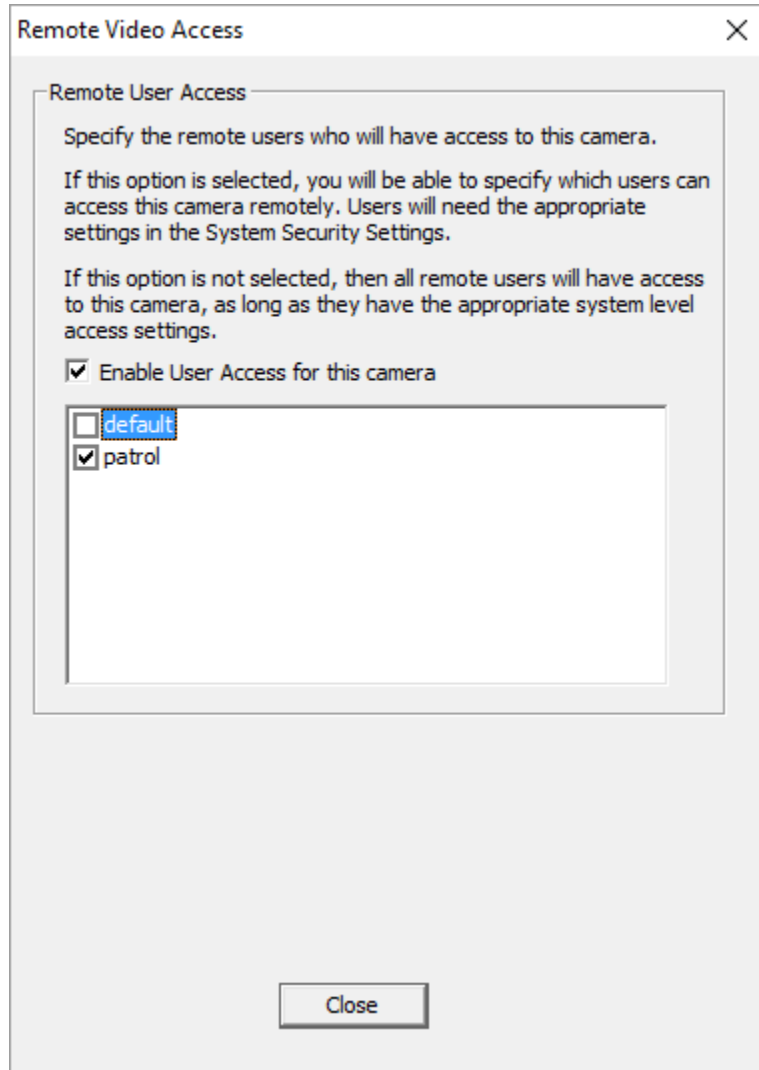 Remote Video Access
Remote User Access
Specify the remote users who will have access to this camera.
If this option is selected, you will be able to specify which users can
access this camera remotely. Users will need the appropriate
settings in the System Security Settings.
If this option is not selected, then all remote users will have access
to this camera, as long as they have the appropriate system level
access settings.
Enable User Access for this camera
default
patrol
Close